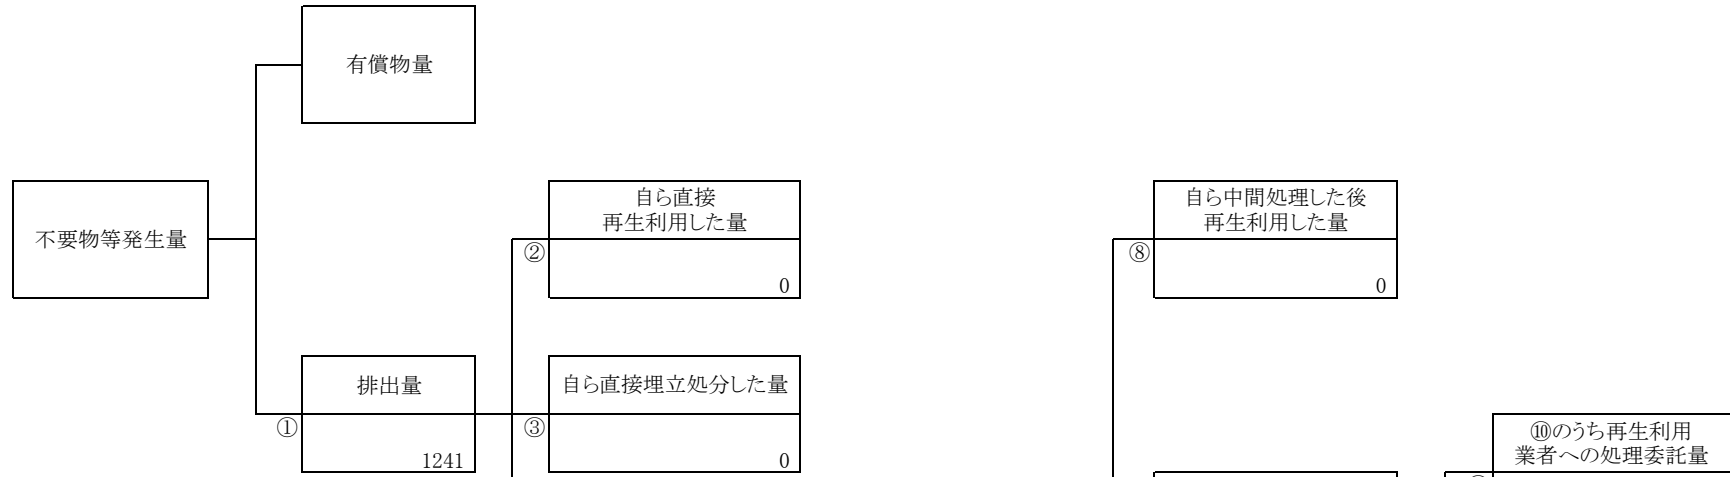 有償物量
不要物等発生量
自ら直接
再生利用した量
②
0
自ら中間処理した後
再生利用した量
⑧
0
排出量
①
1241
自ら直接埋立処分した量
③
0
⑩のうち再生利用
業者への処理委託量